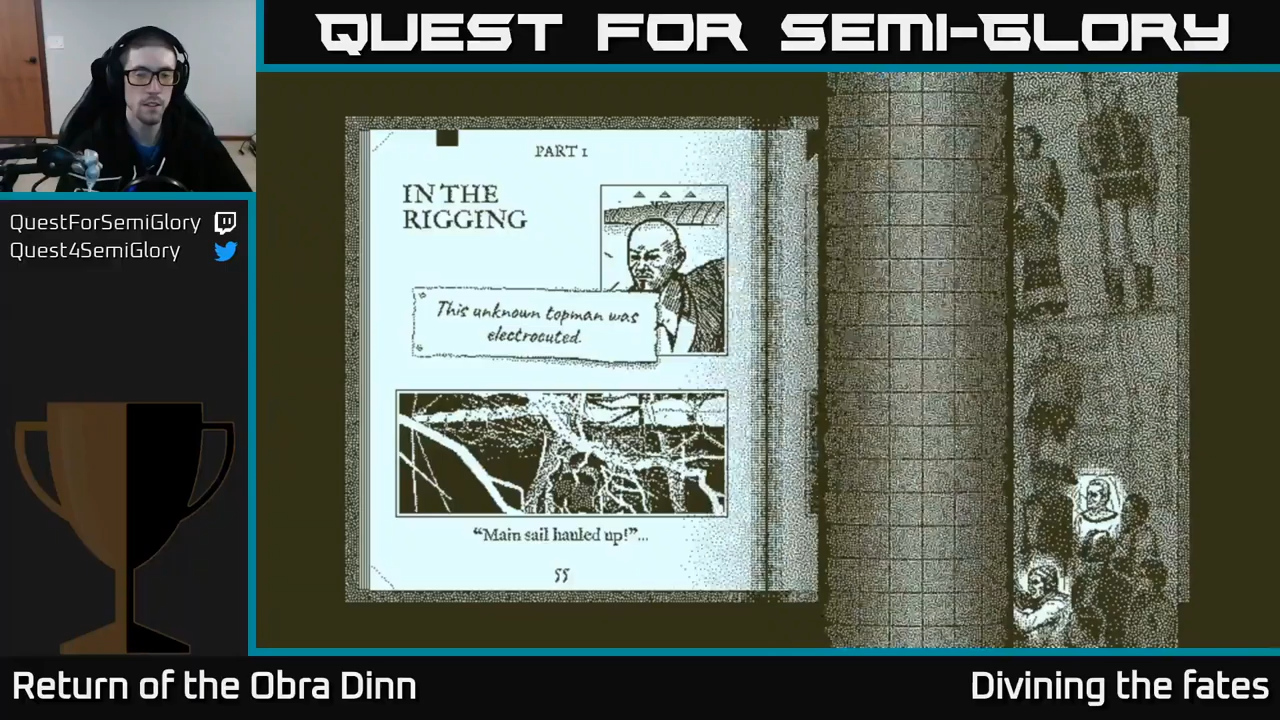 QUEST FOR SEMI-GLORY
QuestForSemiGlory
Quest4SemiGlory
PART 1
IN THE
RIGGING
This unknown topman was
electrocuted.
“Main sail hauled up!”...
55
Return of the Obra Dinn
Divining the fates